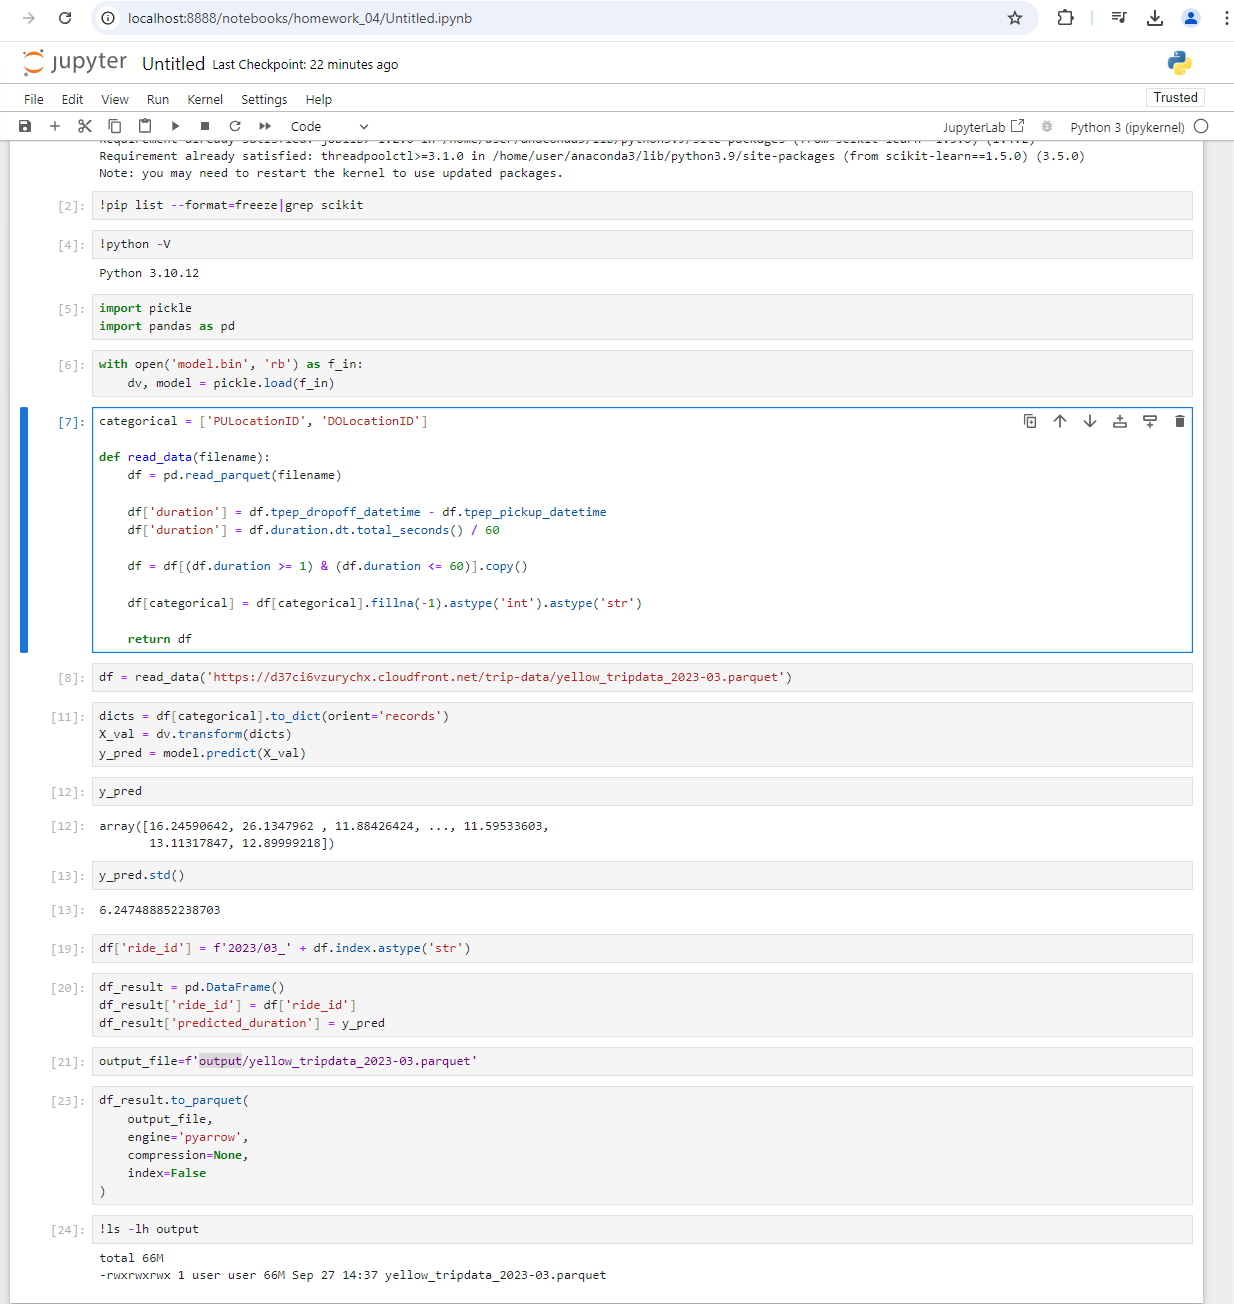 localhost:8888/notebooks/homework_04/Untitled.ipynb
jupyter Untitled Last Checkpoint: 22 minutes ago
File Edit View Run Kernel Settings Help Trusted
Code JupyterLab Python 3 (ipykernel)
Requirement already satisfied: threadpoolctl>=3.1.0 in /home/user/anaconda3/lib/python3.9/site-packages (from scikit-learn==1.5.0) (3.5.0)
Note: you may need to restart the kernel to use updated packages.
[2]: !pip list --format=freeze|grep scikit
[4]: !python -V
Python 3.10.12
[5]: import pickle
import pandas as pd
[6]: with open('model.bin', 'rb') as f_in:
    dv, model = pickle.load(f_in)
[7]: categorical = ['PULocationID', 'DOLocationID']
def read_data(filename):
    df = pd.read_parquet(filename)
    df['duration'] = df.tpep_dropoff_datetime - df.tpep_pickup_datetime
    df['duration'] = df.duration.dt.total_seconds() / 60
    df = df[(df.duration >= 1) & (df.duration <= 60)].copy()
    df[categorical] = df[categorical].fillna(-1).astype('int').astype('str')
    return df
[8]: df = read_data('https://d37ci6vzurychx.cloudfront.net/trip-data/yellow_tripdata_2023-03.parquet')
[11]: dicts = df[categorical].to_dict(orient='records')
X_val = dv.transform(dicts)
y_pred = model.predict(X_val)
[12]: y_pred
[12]: array([16.24590642, 26.1347962 , 11.88426424, ..., 11.59533603,
       13.11317847, 12.89999218])
[13]: y_pred.std()
[13]: 6.247488852238703
[19]: df['ride_id'] = f'2023/03_' + df.index.astype('str')
[20]: df_result = pd.DataFrame()
df_result['ride_id'] = df['ride_id']
df_result['predicted_duration'] = y_pred
[21]: output_file=f'output/yellow_tripdata_2023-03.parquet'
[23]: df_result.to_parquet(
    output_file,
    engine='pyarrow',
    compression=None,
    index=False
)
[24]: !ls -lh output
total 66M
-rwxrwxrwx 1 user user 66M Sep 27 14:37 yellow_tripdata_2023-03.parquet